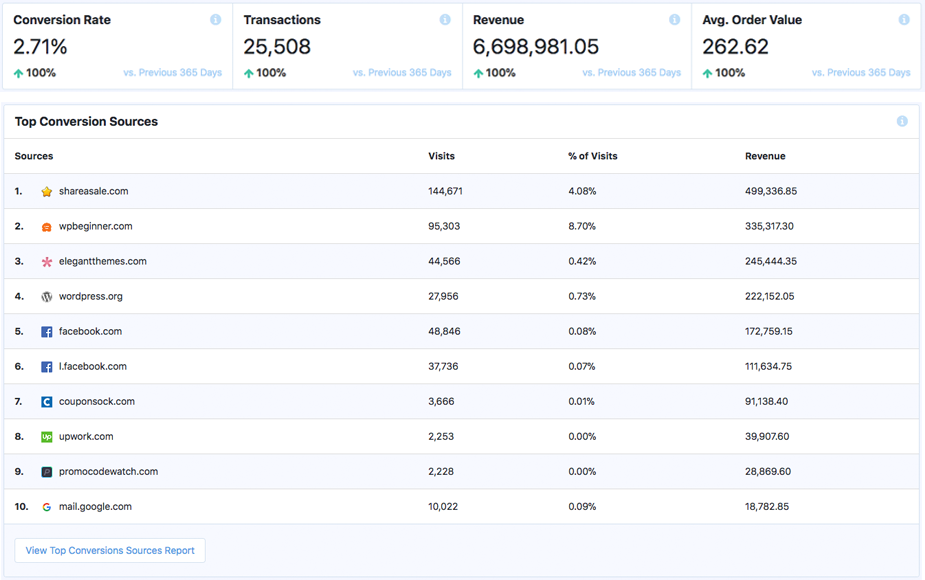 Conversion Rate
2.71%
100% vs. Previous 365 Days
Transactions
25,508
100% vs. Previous 365 Days
Revenue
6,698,981.05
100% vs. Previous 365 Days
Avg. Order Value
262.62
100% vs. Previous 365 Days
Top Conversion Sources
Sources Visits % of Visits Revenue
1. shareasale.com 144,671 4.08% 499,336.85
2. wpbeginner.com 95,303 8.70% 335,317.30
3. elegantthemes.com 44,566 0.42% 245,444.35
4. wordpress.org 27,956 0.73% 222,152.05
5. facebook.com 48,846 0.08% 172,759.15
6. l.facebook.com 37,736 0.07% 111,634.75
7. couponsock.com 3,666 0.01% 91,138.40
8. upwork.com 2,253 0.00% 39,907.60
9. promocodewatch.com 2,228 0.00% 28,869.60
10. mail.google.com 10,022 0.09% 18,782.85
View Top Conversions Sources Report